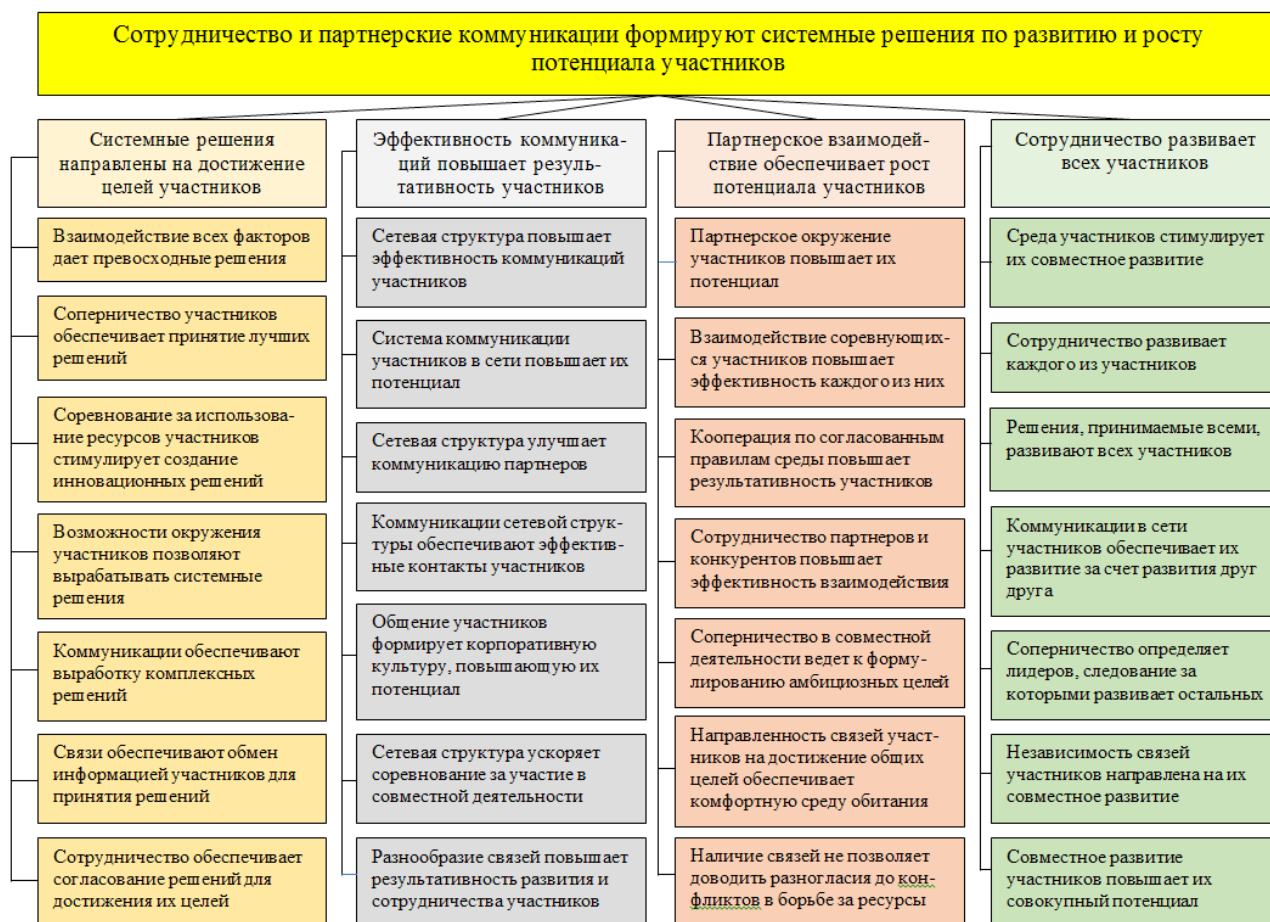 Сотрудничество и партнерские коммуникации формируют системные решения по развитию и росту
потенциала участников
Системные решения
направлены на достижение
целей участников
Взаимодействие всех факторов
дает превосходные решения
Соперничество участников
обеспечивает принятие лучших
решений
Соревнование за использова-
ние ресурсов участников
стимулирует создание
инновационных решений
Возможности окружения
участников позволяют
вырабатывать системные
решения
Коммуникации обеспечивают
выработку комплексных
решений
Связи обеспечивают обмен
информацией участников для
принятия решений
Сотрудничество обеспечивает
согласование решений для
достижения их целей
Эффективность коммуника-
ций повышает резуль-
тативность участников
Сетевая структура повышает
эффективность коммуникаций
участников
Система коммуникации
участников в сети повышает их
потенциал
Сетевая структура улучшает
коммуникацию партнеров
Коммуникации сетевой струк-
туры обеспечивают эффектив-
ные контакты участников
Общение участников
формирует корпоративную
культуру, повышающую их
потенциал
Сетевая структура ускоряет
соревнование за участие в
совместной деятельности
Разнообразие связей повышает
результативность развития и
сотрудничества участников
Партнерское взаимодей-
ствие обеспечивает рост
потенциала участников
Партнерское окружение
участников повышает их
потенциал
Взаимодействие соревнующих-
ся участников повышает
эффективность каждого из них
Кооперация по согласованным
правилам среды повышает
результативность участников
Сотрудничество партнеров и
конкурентов повышает
эффективность взаимодействия
Соперничество в совместной
деятельности ведет к форму-
лированию амбициозных целей
Направленность связей участ-
ников на достижение общих
целей обеспечивает
комфортную среду обитания
Наличие связей не позволяет
доводить разногласия до кон-
фликтов в борьбе за ресурсы
Сотрудничество развивает
всех участников
Среда участников стимулирует
их совместное развитие
Сотрудничество развивает
каждого из участников
Решения, принимаемые всеми,
развивают всех участников
Коммуникации в сети
участников обеспечивает их
развитие за счет развития друг
друга
Соперничество определяет
лидеров, следование за
которыми развивает остальных
Независимость связей
участников направлена на их
совместное развитие
Совместное развитие
участников повышает их
совокупный потенциал